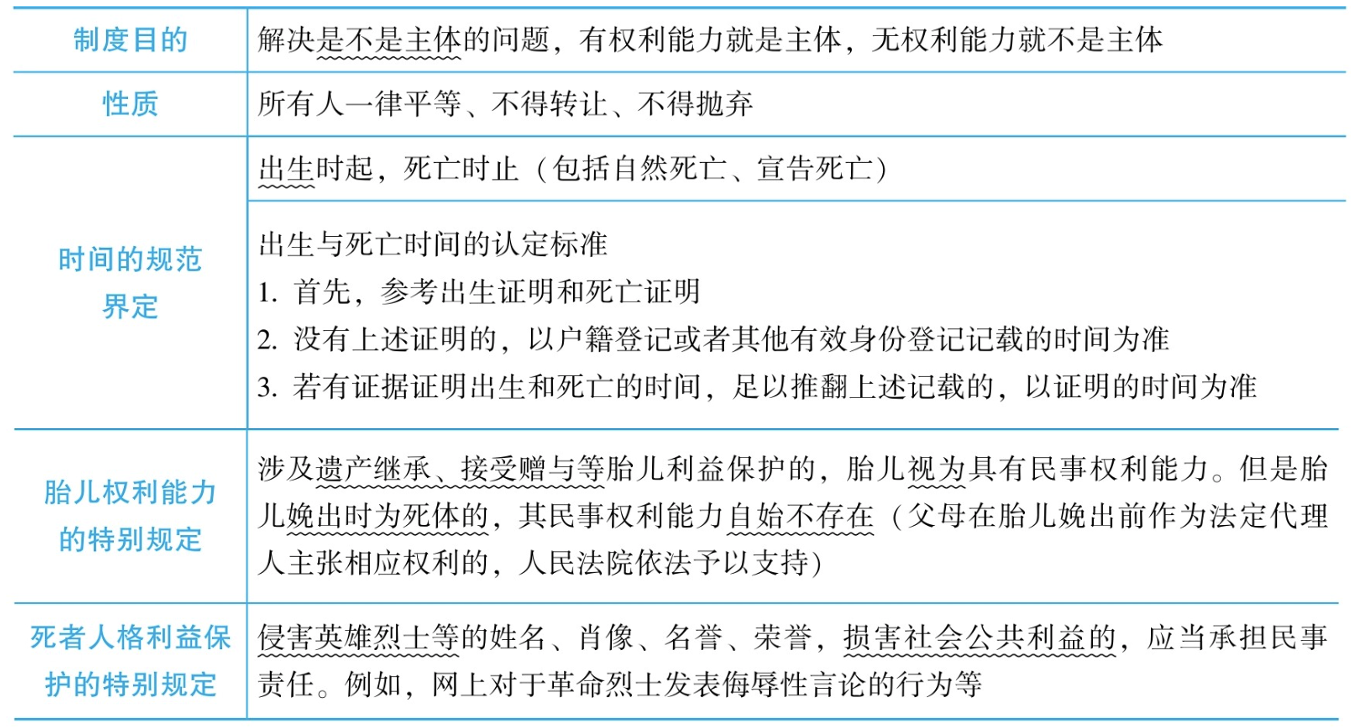 制度目的
解决是不是主体的问题，有权利能力就是主体，无权利能力就不是主体
性质
所有人一律平等、不得转让、不得抛弃
时间的规范
界定
出生时起，死亡时止（包括自然死亡、宣告死亡）
出生与死亡时间的认定标准
1. 首先，参考出生证明和死亡证明
2. 没有上述证明的，以户籍登记或者其他有效身份登记记载的时间为准
3. 若有证据证明出生和死亡的时间，足以推翻上述记载的，以证明的时间为准
胎儿权利能力
的特别规定
涉及遗产继承、接受赠与等胎儿利益保护的，胎儿视为具有民事权利能力。但是胎
儿娩出时为死体的，其民事权利能力自始不存在（父母在胎儿娩出前作为法定代理
人主张相应权利的，人民法院依法予以支持）
死者人格利益保
护的特别规定
侵害英雄烈士等的姓名、肖像、名誉、荣誉，损害社会公共利益的，应当承担民事
责任。例如，网上对于革命烈士发表侮辱性言论的行为等